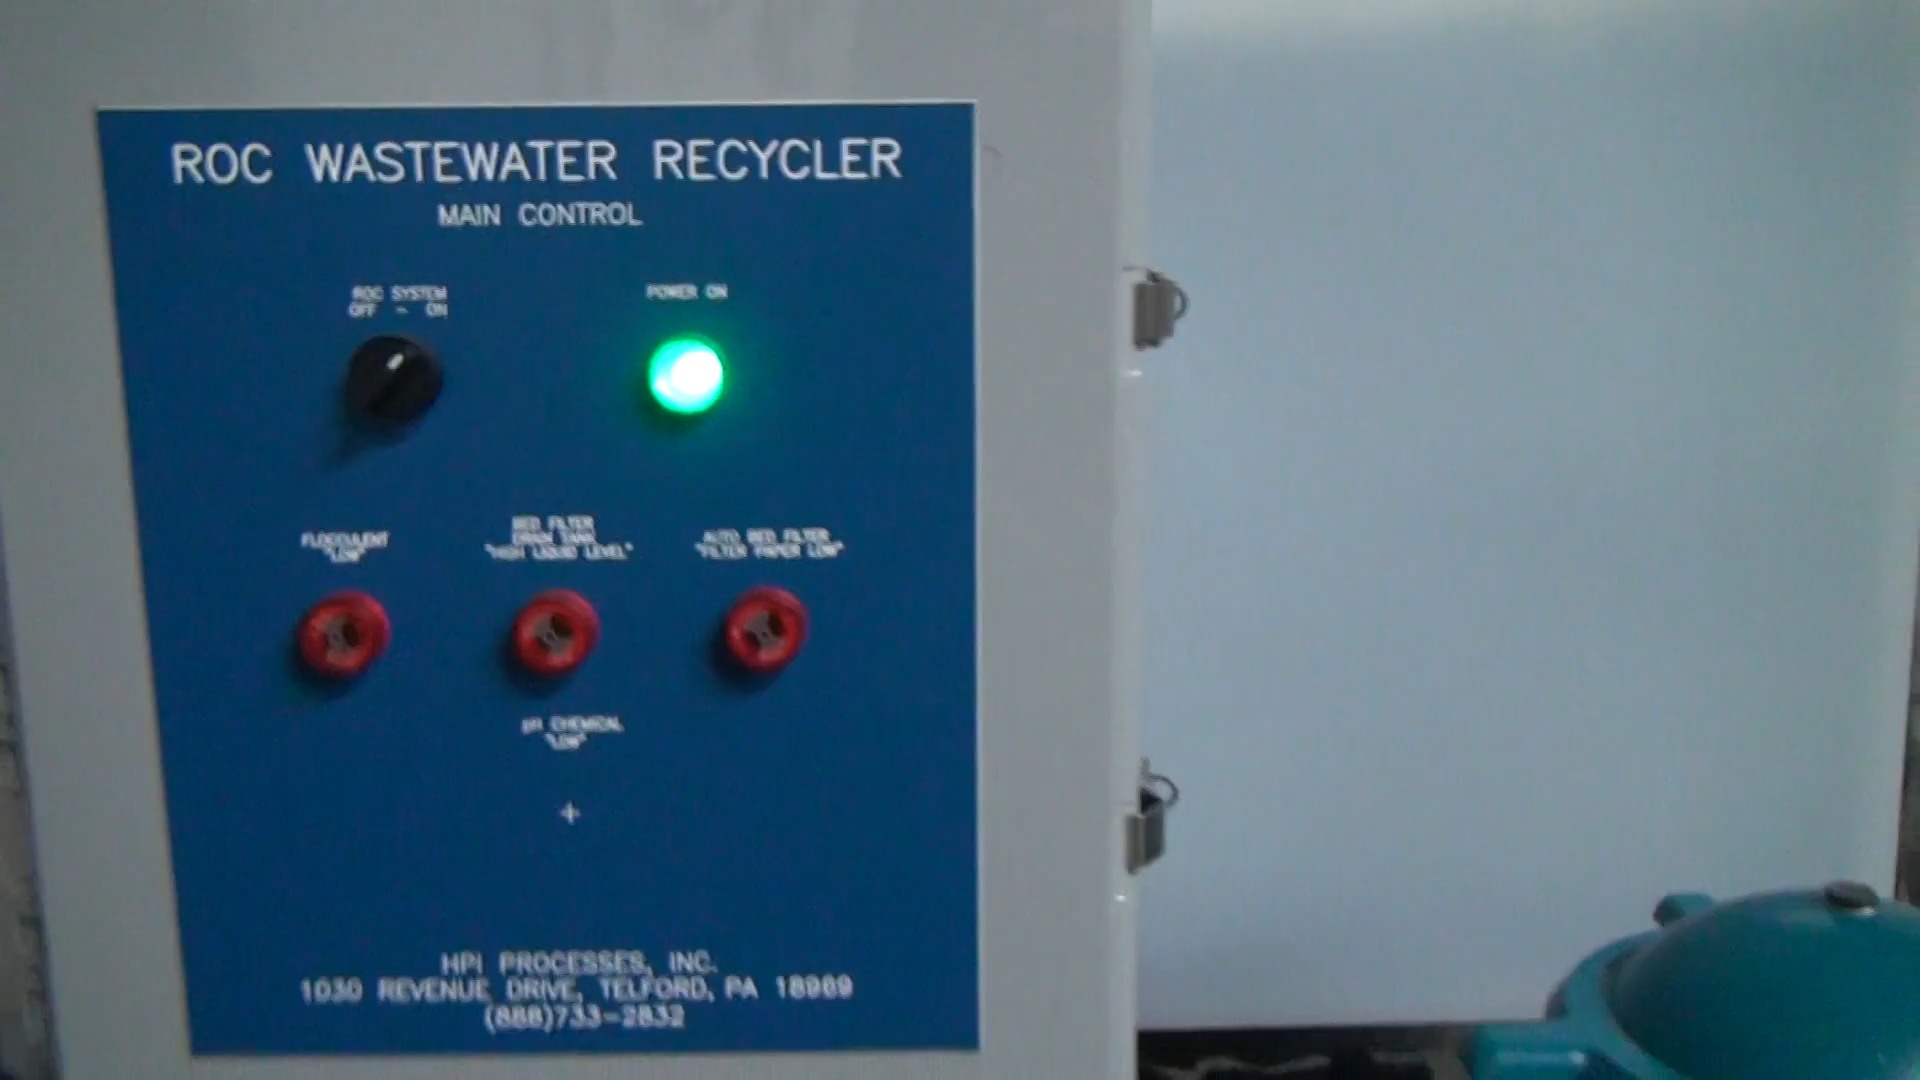 ROC WASTEWATER RECYCLER
MAIN CONTROL
ROC SYSTEM
OFF - ON
POWER ON
FLOCCULENT
"LOW"
BED FILTER
DRAIN TANK
"HIGH LIQUID LEVEL"
AUTO BED FILTER
"FILTER PAPER LOW"
CHEMICAL
"LOW"
HPI PROCESSES, INC.
1030 REVENUE DRIVE, TELFORD, PA 18969
(888)733-2832